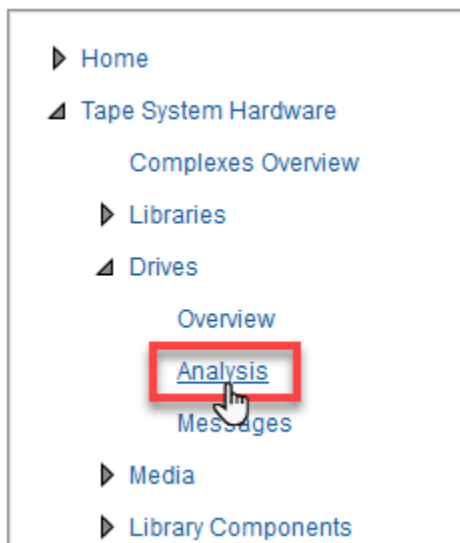 Home
Tape System Hardware
Complexes Overview
Libraries
Drives
Overview
Analysis
Messages
Media
Library Components